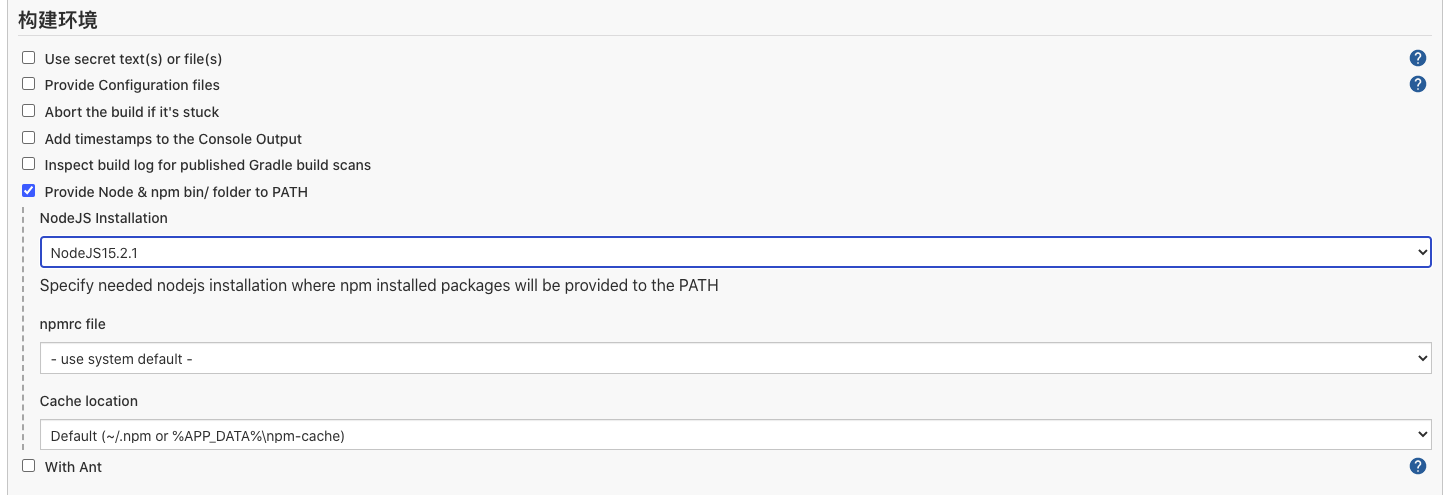 构建环境
Use secret text(s) or file(s)
?
Provide Configuration files
?
Abort the build if it's stuck
Add timestamps to the Console Output
Inspect build log for published Gradle build scans
Provide Node & npm bin/ folder to PATH
NodeJS Installation
NodeJS15.2.1
Specify needed nodejs installation where npm installed packages will be provided to the PATH
npmrc file
- use system default -
Cache location
Default (~/.npm or %APP_DATA%\npm-cache)
With Ant
?